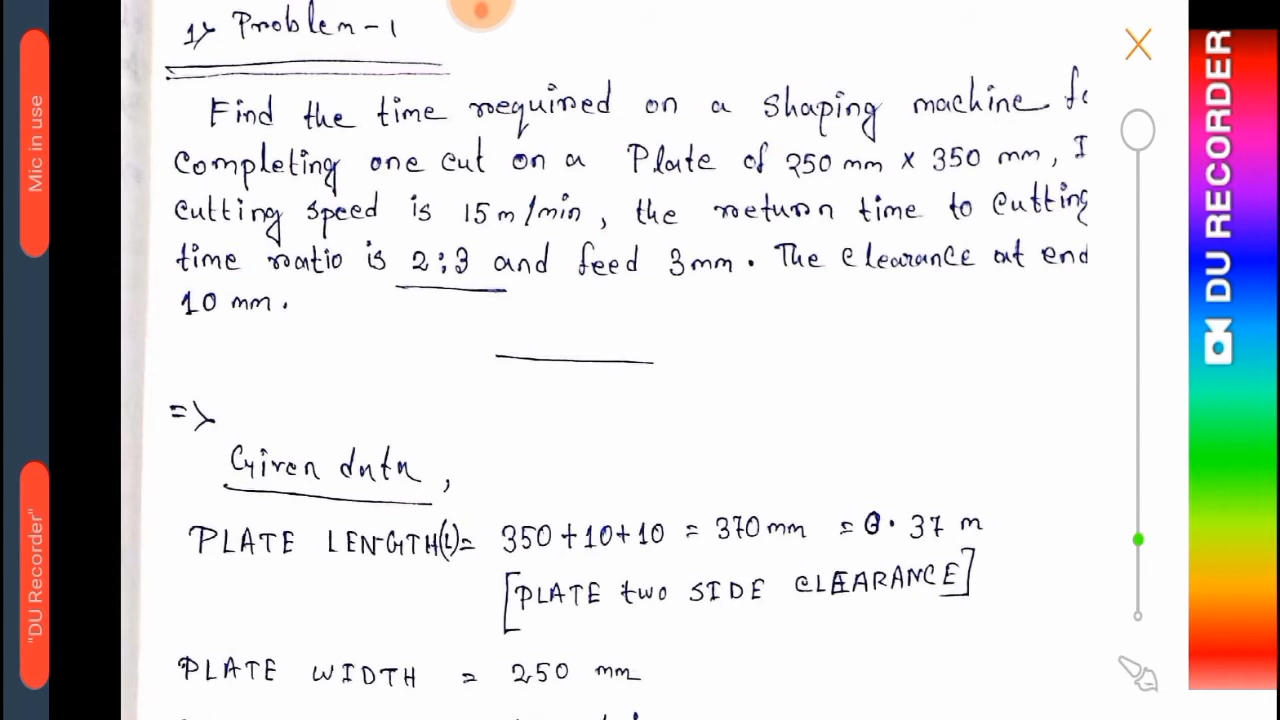 1> Problem - 1
Find the time required on a shaping machine
Completing one cut on a Plate of 250 mm x 350 mm, I
cutting speed is 15 m/min, the return time to cutting
time ratio is 2:3 and feed 3mm. The clearance at end
10 mm.
=>
Given data,
PLATE LENGTH(L)= 350+10+10 = 370 mm = 0.37 m
[PLATE two SIDE CLEARANCE]
PLATE WIDTH = 250 mm
Mic in use
"DU Recorder"
DU RECORDER